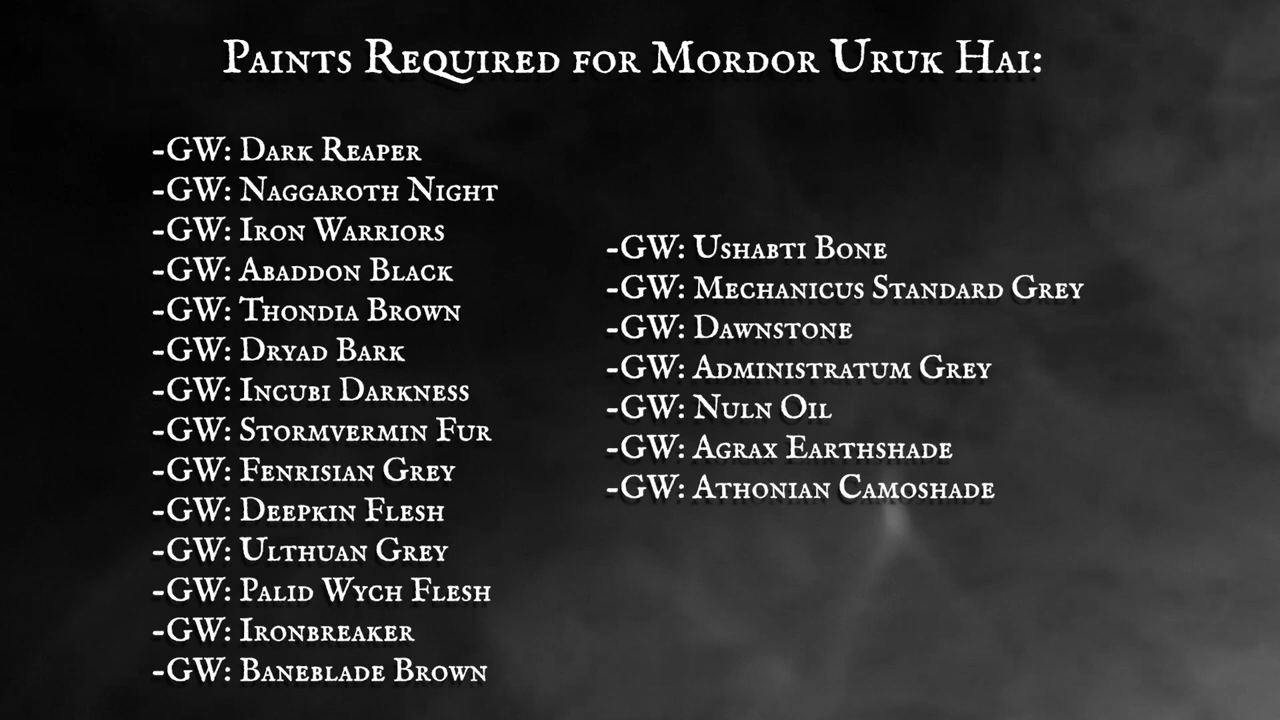 Paints Required for Mordor Uruk Hai:
-GW: Dark Reaper
-GW: Naggaroth Night
-GW: Iron Warriors
-GW: Abaddon Black
-GW: Thondia Brown
-GW: Dryad Bark
-GW: Incubi Darkness
-GW: Stormvermin Fur
-GW: Fenrisian Grey
-GW: Deepkin Flesh
-GW: Ulthuan Grey
-GW: Palid Wych Flesh
-GW: Ironbreaker
-GW: Baneblade Brown
-GW: Ushabti Bone
-GW: Mechanicus Standard Grey
-GW: Dawnstone
-GW: Administratum Grey
-GW: Nuln Oil
-GW: Agrax Earthshade
-GW: Athonian Camoshade